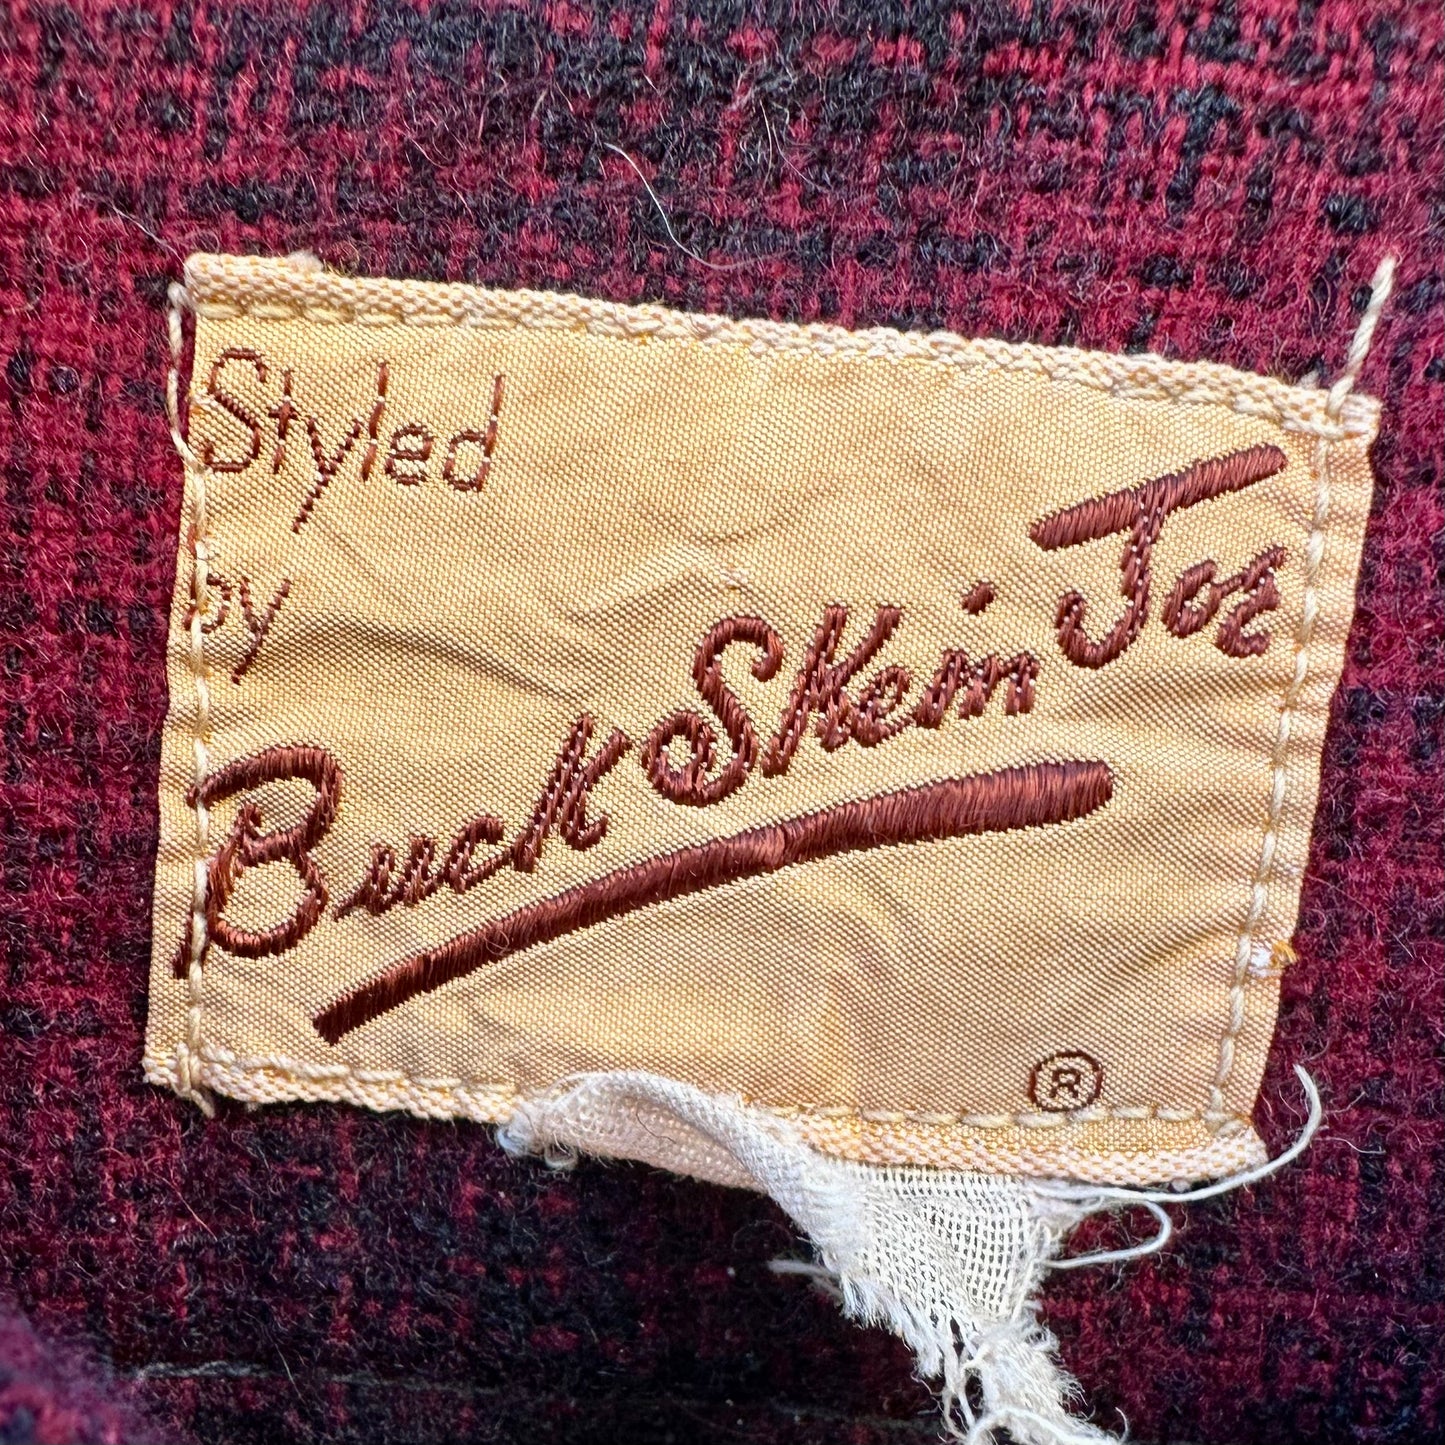 Styled
by
BuckSkein Joe
®